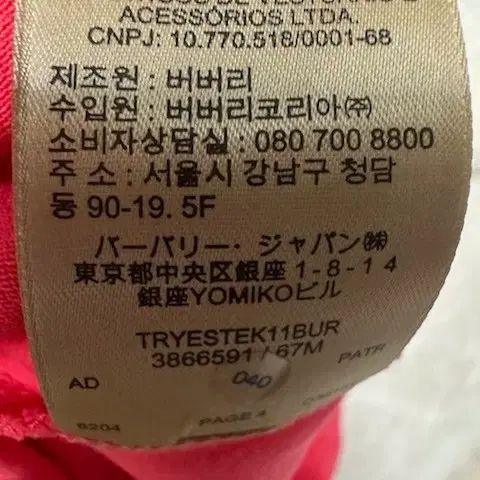 ACESSÓRIOS LTDA.
CNPJ: 10.770.518/0001-68
제조원 : 버버리
수입원 : 버버리코리아㈜
소비자상담실 : 080 700 8800
주 소 : 서울시 강남구 청담
동 90-19. 5F
バーバリー・ ジャパン㈱
東京都中央区銀座 1-8-14
銀座YOMIKOビル
TRYESTEK11BUR
3866591 / 67M
AD 040 PATR
6204 PAGE 4